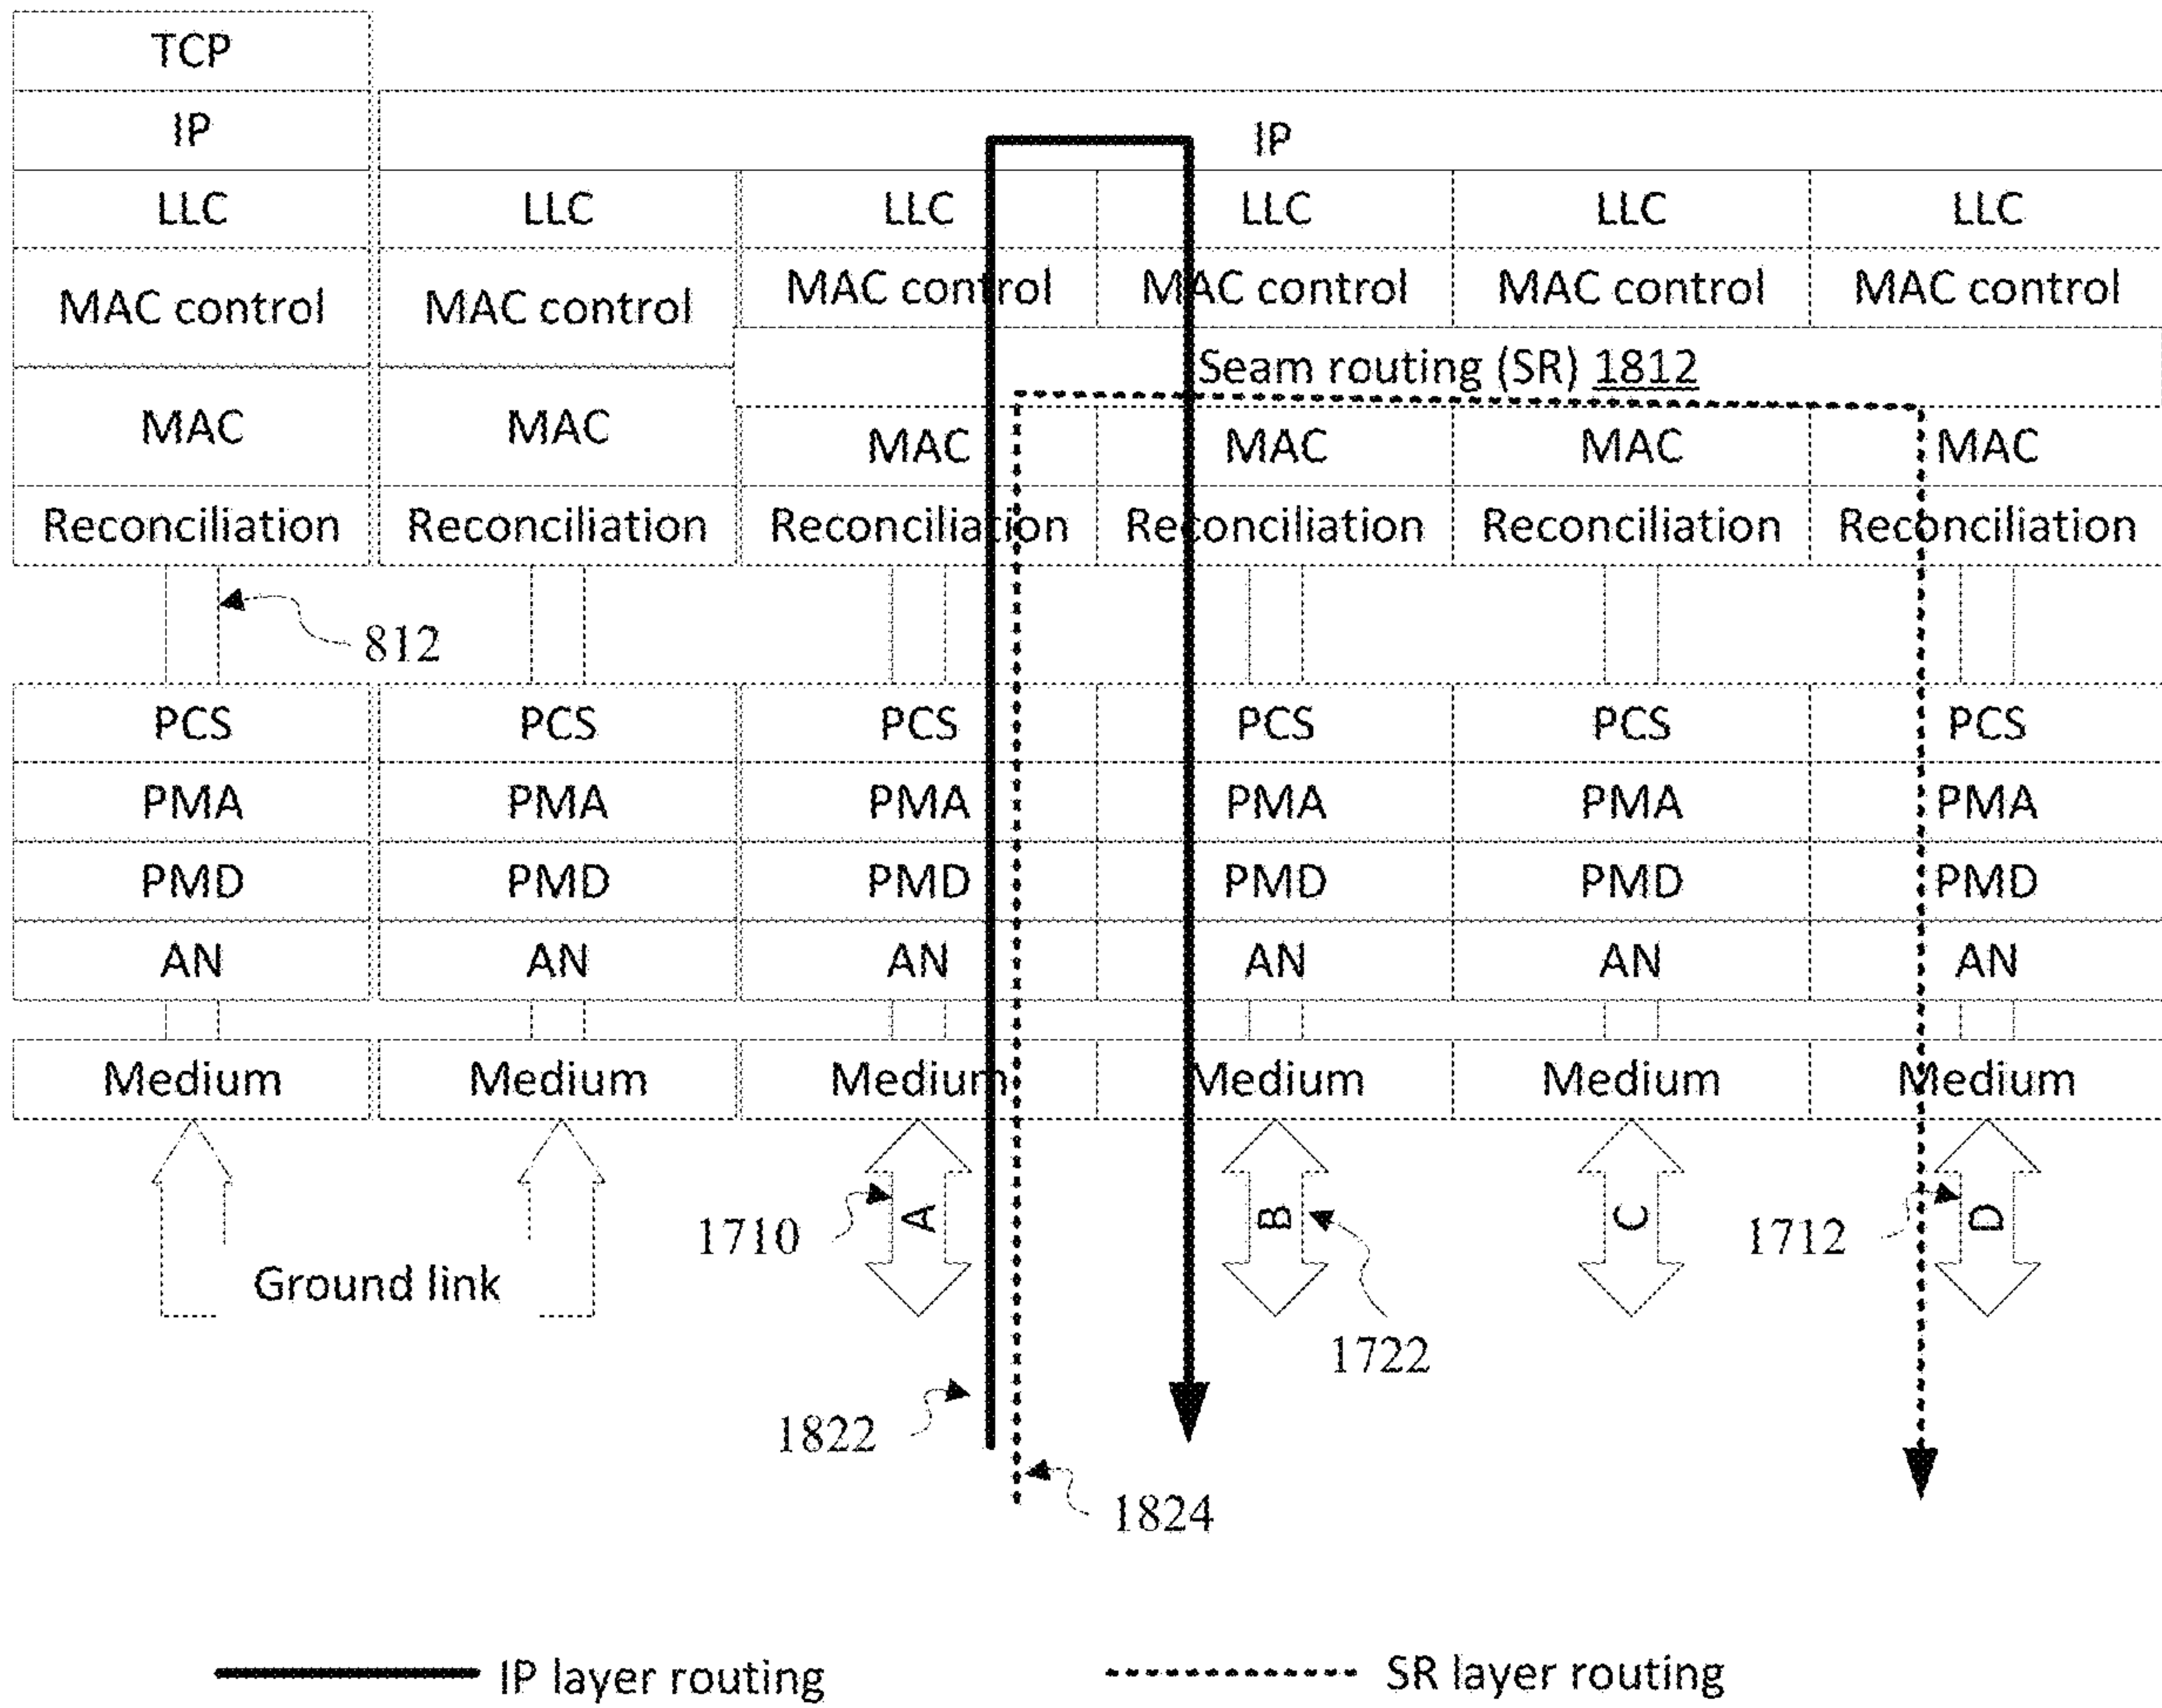 TCP
IP IP
LLC LLC LLC LLC LLC LLC
MAC control MAC control MAC control MAC control MAC control MAC control
Seam routing (SR) 1812
MAC MAC MAC MAC MAC MAC
Reconciliation Reconciliation Reconciliation Reconciliation Reconciliation Reconciliation
812
PCS PCS PCS PCS PCS PCS
PMA PMA PMA PMA PMA PMA
PMD PMD PMD PMD PMD PMD
AN AN AN AN AN AN
Medium Medium Medium Medium Medium Medium
1710 A B C 1712 D
Ground link
1722
1822
1824
IP layer routing SR layer routing